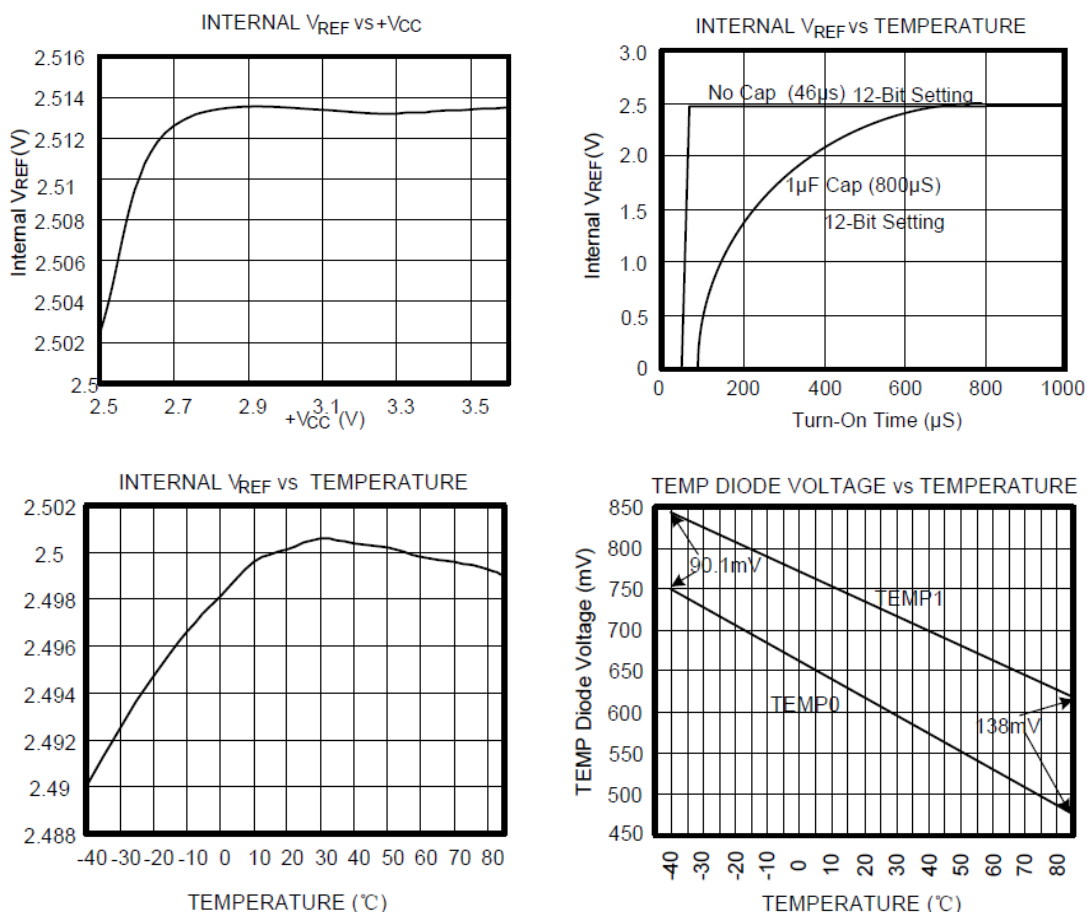 INTERNAL VREF vs +VCC
2.516
2.514
2.512
2.51
2.508
2.506
2.504
2.502
2.5
Internal VREF (V)
2.5 2.7 2.9 3.1 3.3 3.5
+VCC (V)
INTERNAL VREF vs TEMPERATURE
3.0
2.5
2.0
1.5
1.0
0.5
0
Internal VREF (V)
No Cap (46µs) 12-Bit Setting
1µF Cap (800µS)
12-Bit Setting
0 200 400 600 800 1000
Turn-On Time (µS)
INTERNAL VREF vs TEMPERATURE
2.502
2.5
2.498
2.496
2.494
2.492
2.49
2.488
-40 -30 -20 -10 0 10 20 30 40 50 60 70 80
TEMPERATURE (℃)
TEMP DIODE VOLTAGE vs TEMPERATURE
850
800
750
700
650
600
550
500
450
TEMP Diode Voltage (mV)
90.1mV
TEMP1
TEMP0
138mV
-40 -20 -10 0 10 20 30 40 50 60 70 80
TEMPERATURE (℃)